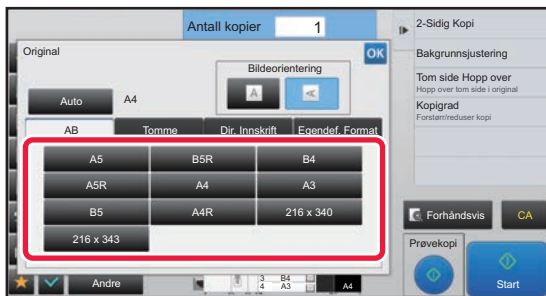 Antall kopier 1
Original
OK
Bildeorientering
A
A
Auto A4
AB Tomme Dir. Innskrift Egendef. Format
A5 B5R B4
A5R A4 A3
B5 A4R 216 x 340
216 x 343
Andre
3 B4
4 A3
A4
2-Sidig Kopi
Bakgrunnsjustering
Tom side Hopp over
Hopp over tom side i original
Kopigrad
Forstørr/reduser kopi
Forhåndsvis CA
Prøvekopi
Start